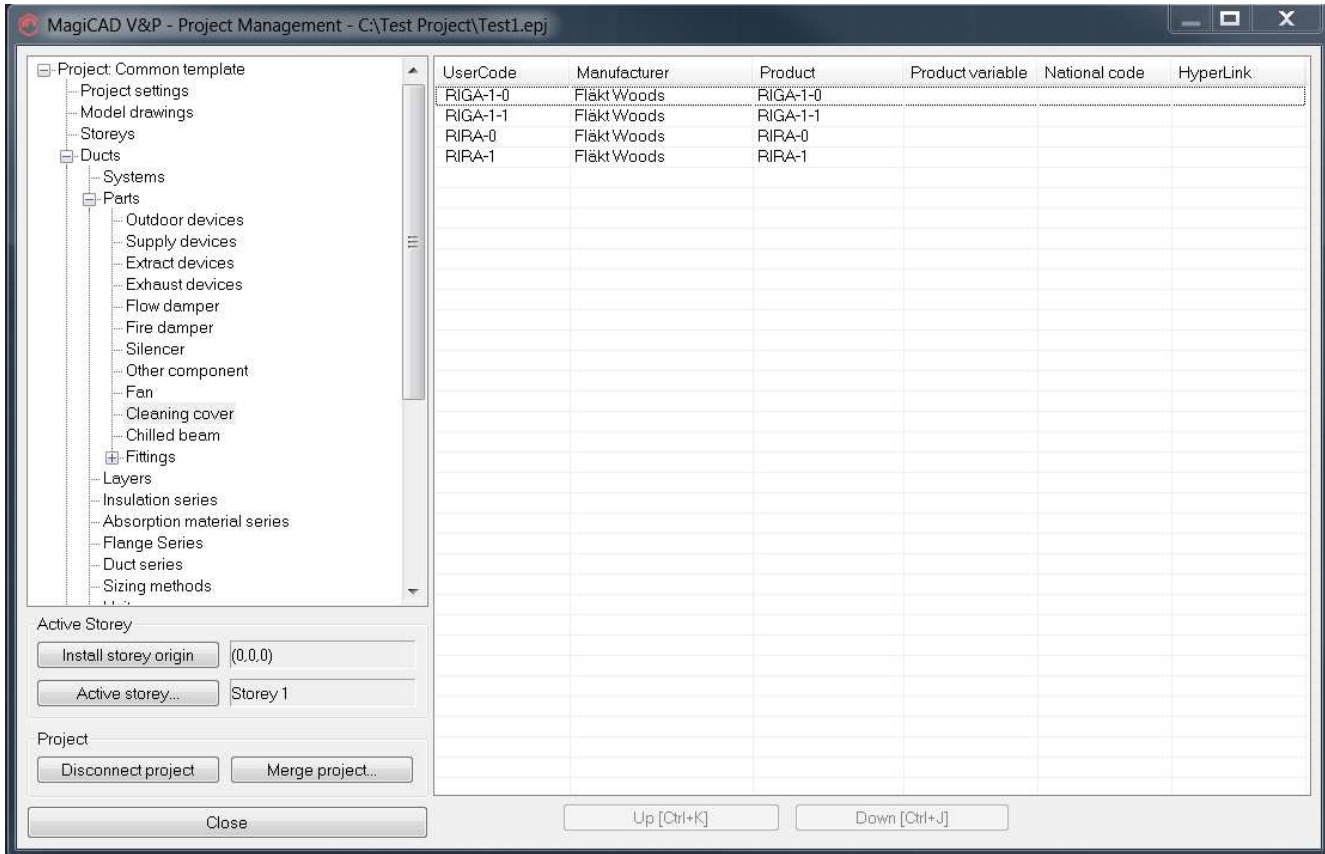 MagiCAD V&P - Project Management - C:\Test Project\Test1.epj
Project: Common template
Project settings
Model drawings
Storeys
Ducts
Systems
Parts
Outdoor devices
Supply devices
Extract devices
Exhaust devices
Flow damper
Fire damper
Silencer
Other component
Fan
Cleaning cover
Chilled beam
Fittings
Layers
Insulation series
Absorption material series
Flange Series
Duct series
Sizing methods
Active Storey
Install storey origin (0,0,0)
Active storey... Storey 1
Project
Disconnect project Merge project...
Close
UserCode Manufacturer Product Product variable National code HyperLink
RIGA-1-0 Fläkt Woods RIGA-1-0
RIGA-1-1 Fläkt Woods RIGA-1-1
RIRA-0 Fläkt Woods RIRA-0
RIRA-1 Fläkt Woods RIRA-1
Up [Ctrl+K] Down [Ctrl+J]